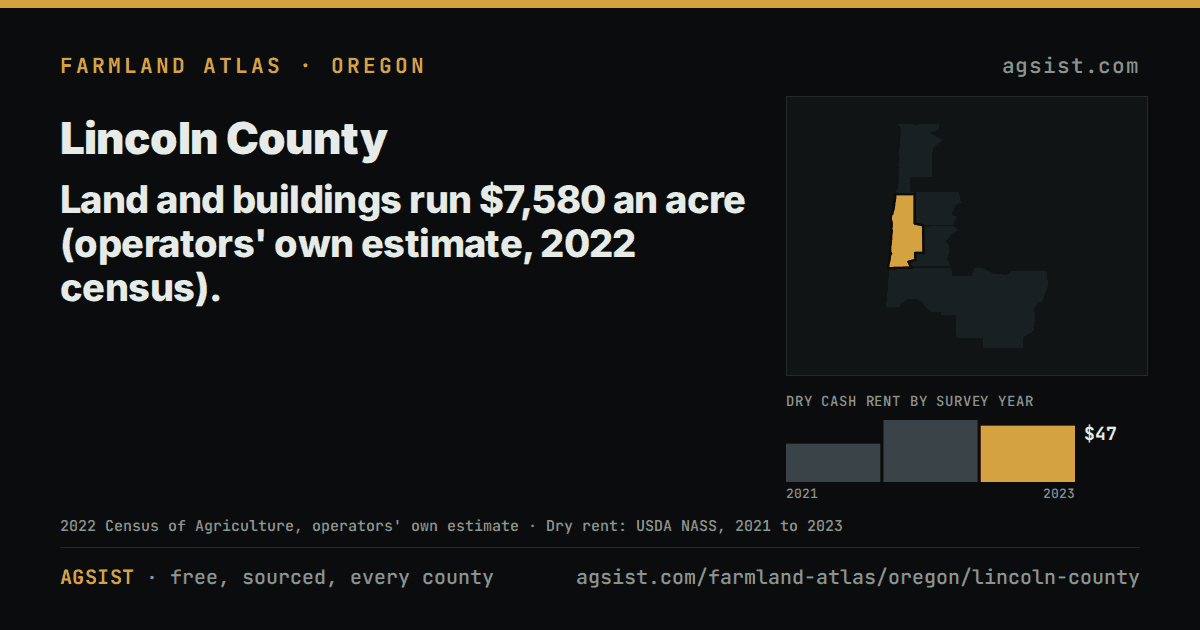 FARMLAND ATLAS · OREGON
agsist.com
Lincoln County
Land and buildings run $7,580 an acre
(operators' own estimate, 2022
census).
DRY CASH RENT BY SURVEY YEAR
$47
2021
2023
2022 Census of Agriculture, operators' own estimate · Dry rent: USDA NASS, 2021 to 2023
AGSIST · free, sourced, every county
agsist.com/farmland-atlas/oregon/lincoln-county